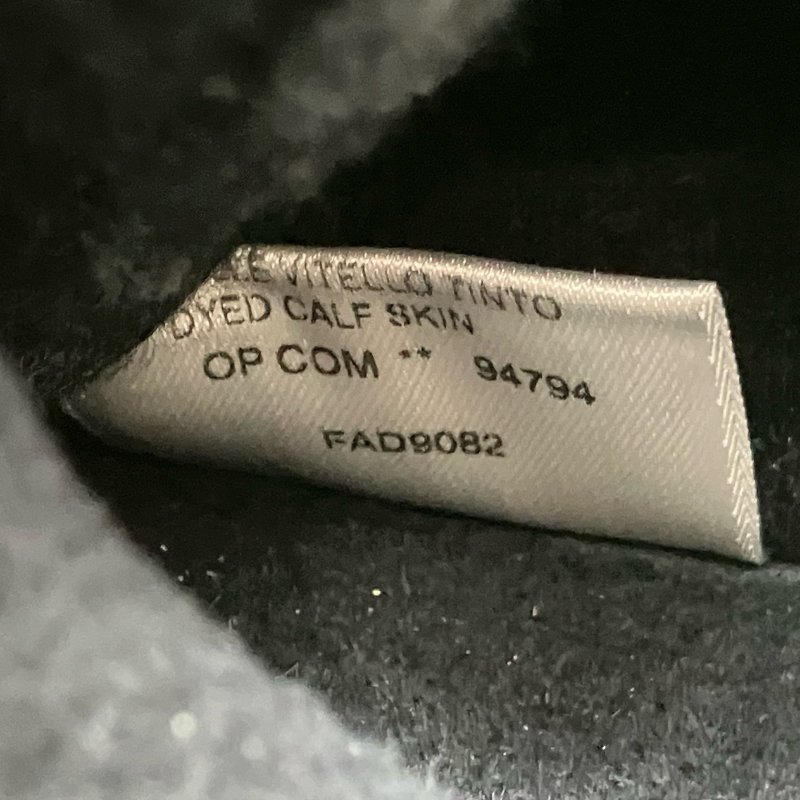 VITELLO TINTO
DYED CALF SKIN
OP COM ** 94794
FAD9082